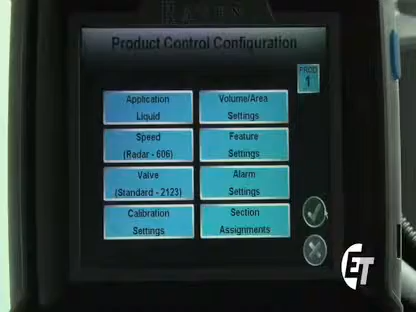 RAVEN
Product Control Configuration
PROD
1
Application
Liquid
Volume/Area
Settings
Speed
(Radar - 606)
Feature
Settings
Valve
(Standard - 2123)
Alarm
Settings
Calibration
Settings
Section
Assignments
ET